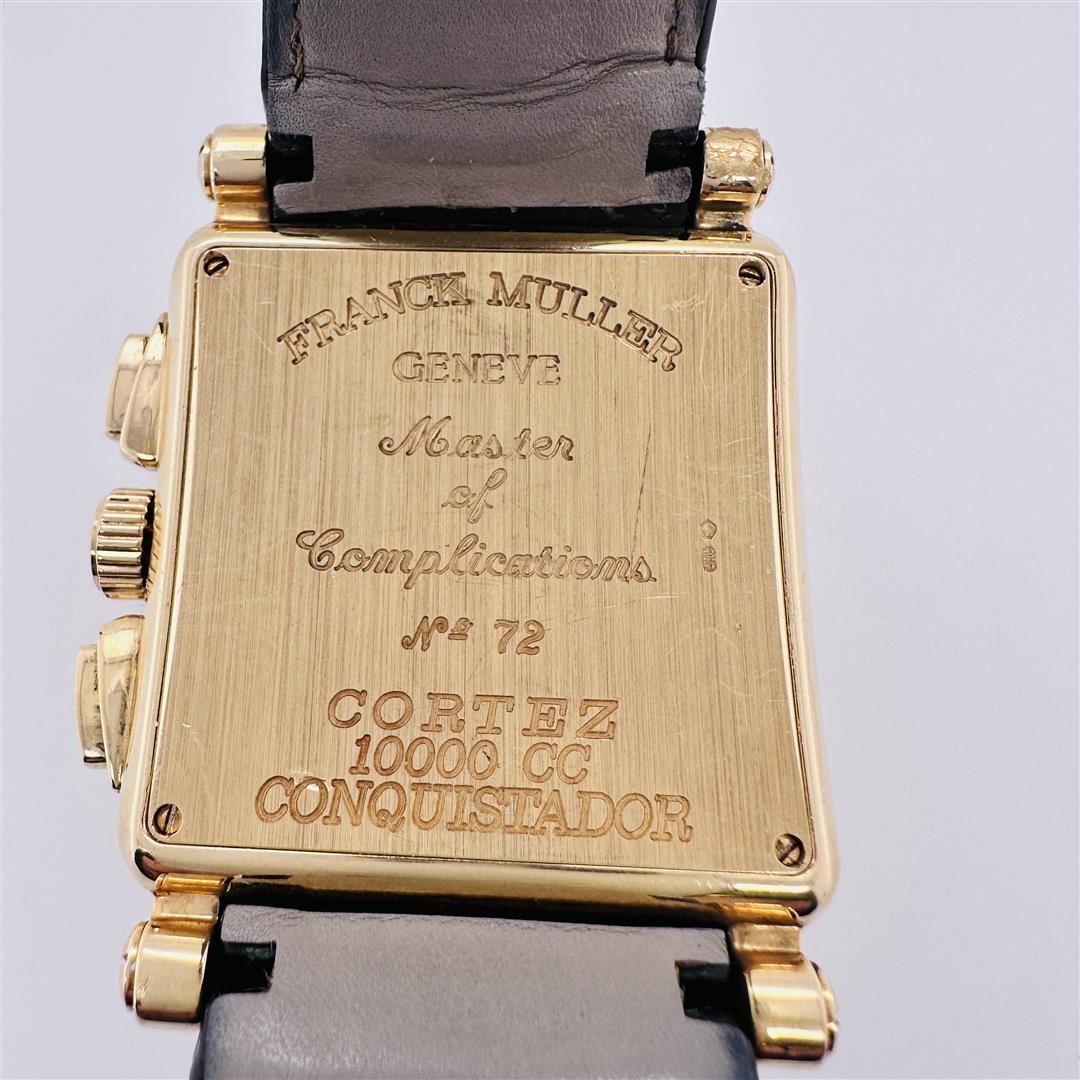 FRANCK MULLER
GENEVE
Master
of
Complications
Nº 72
CORTEZ
10000 CC
CONQUISTADOR